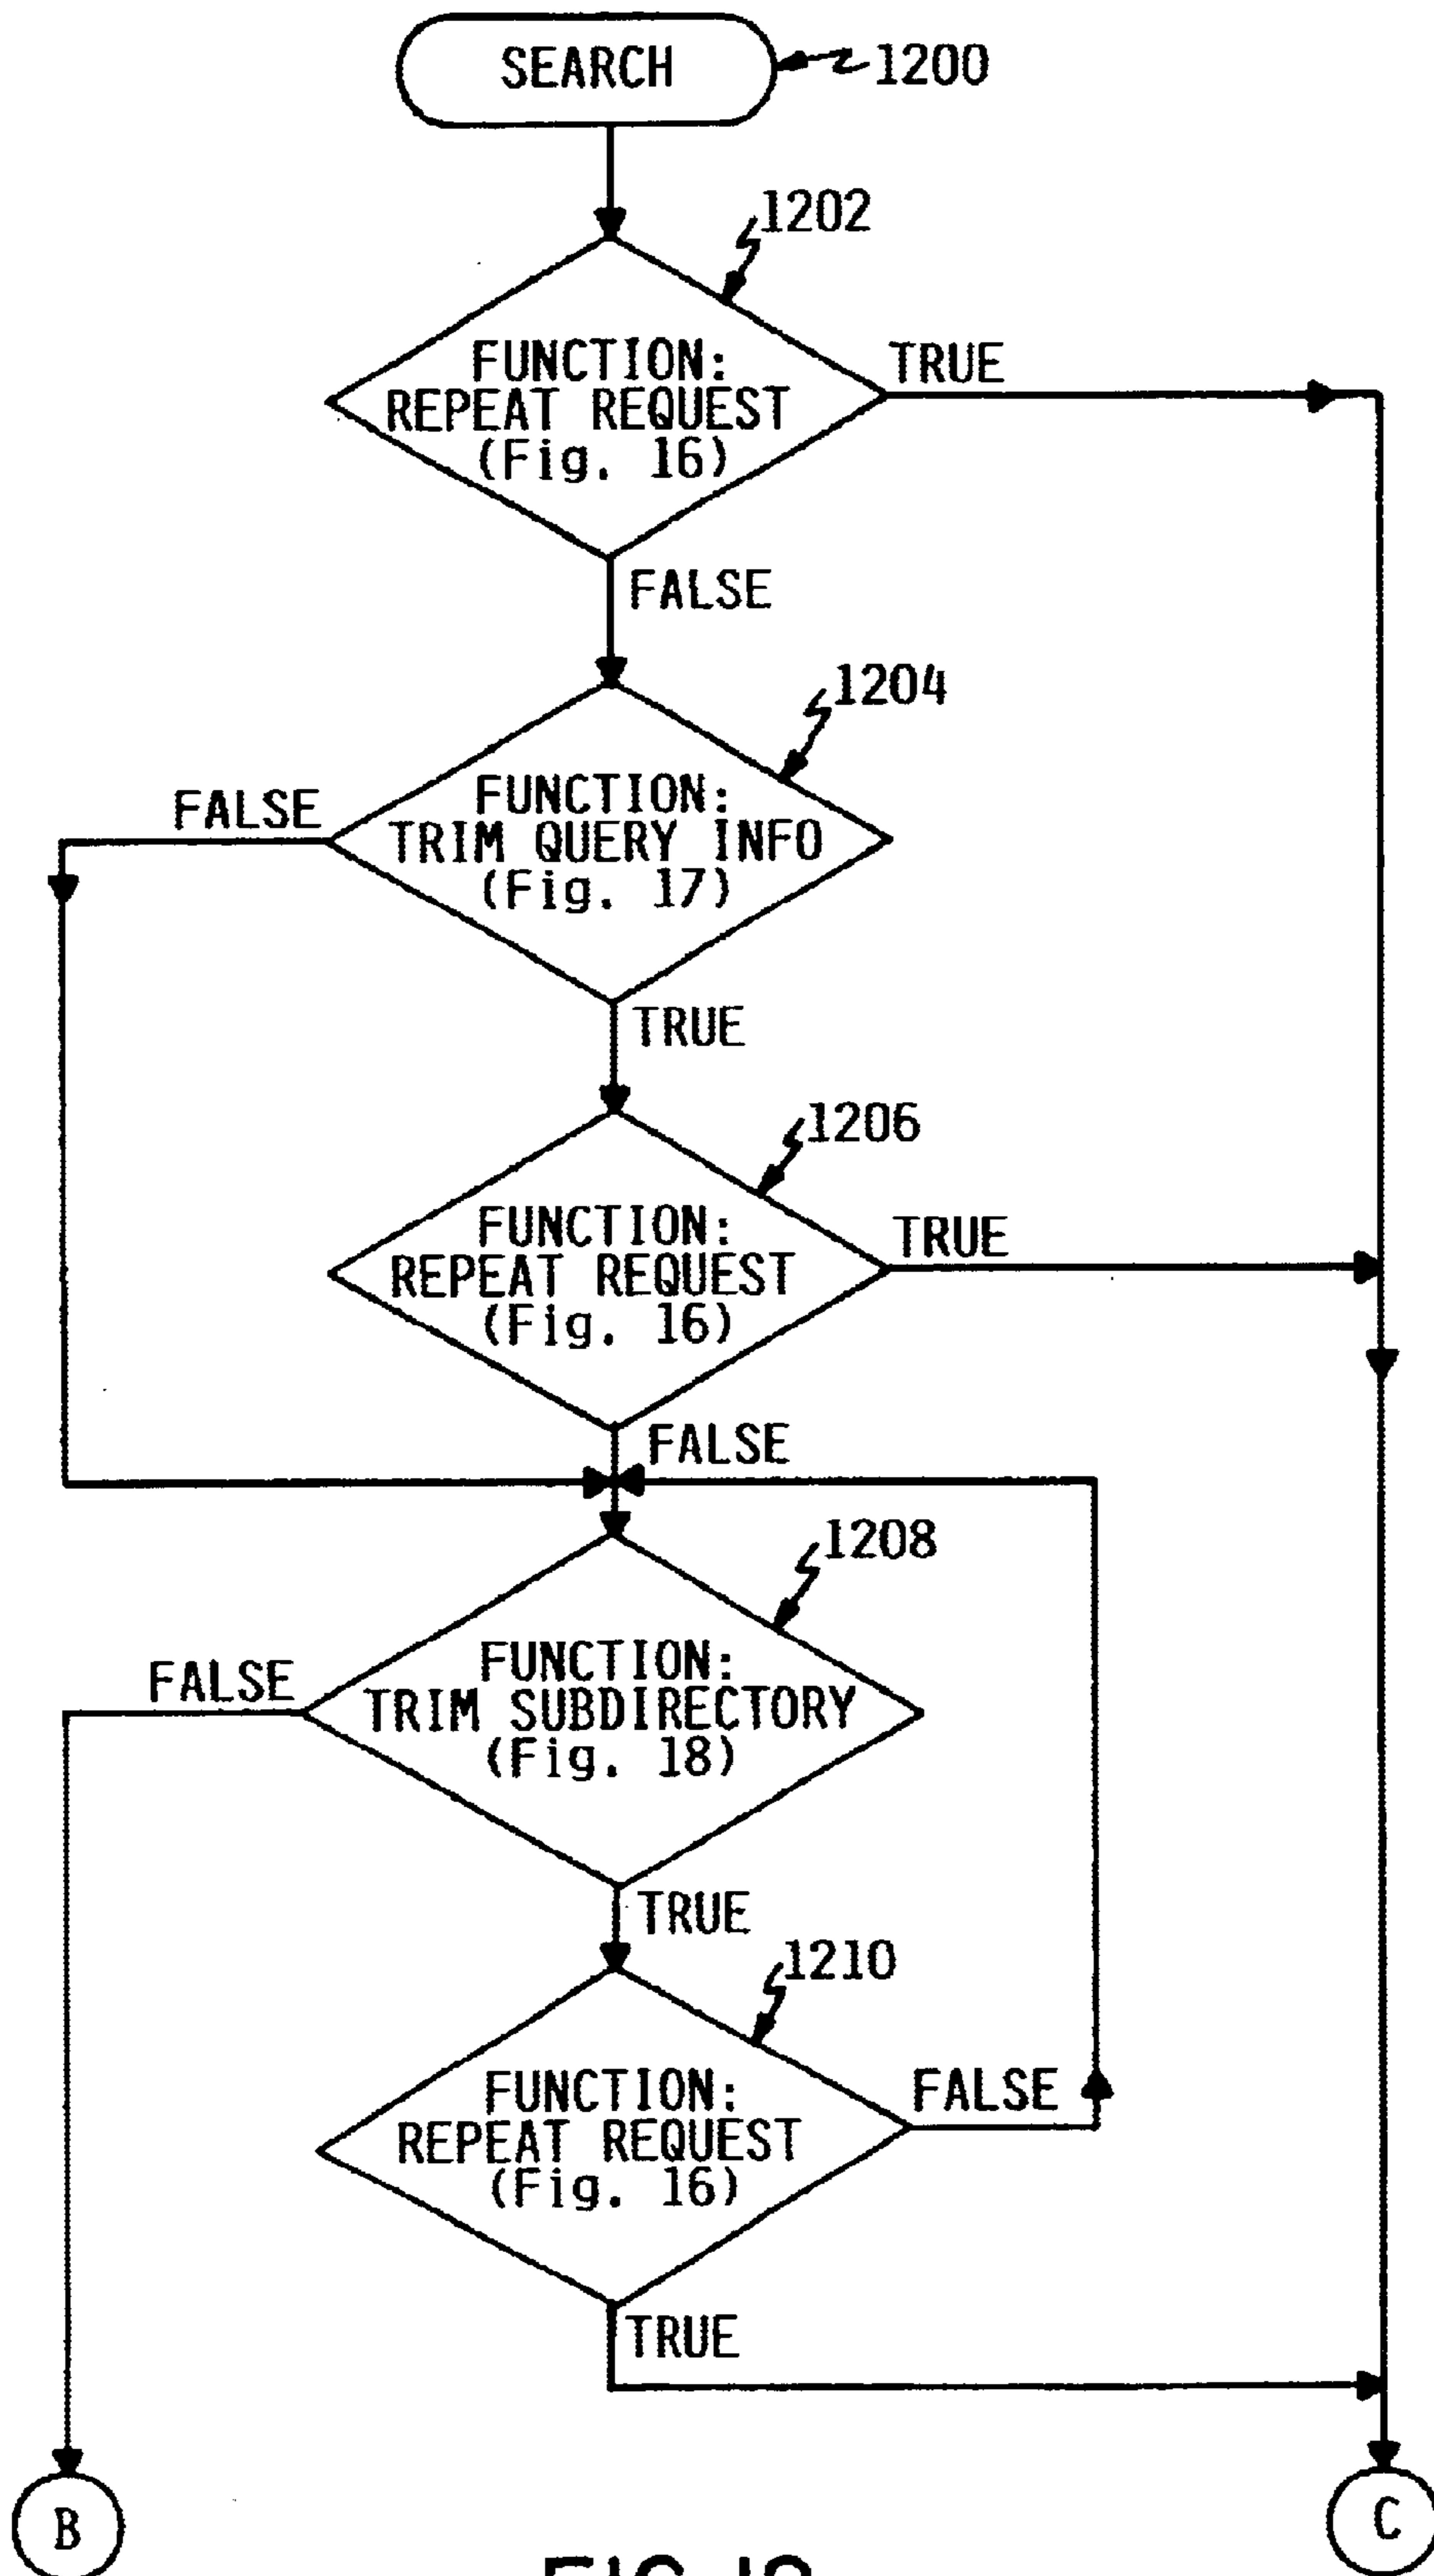 SEARCH
1200
1202
FUNCTION:
REPEAT REQUEST
(Fig. 16)
TRUE
FALSE
1204
FALSE
FUNCTION:
TRIM QUERY INFO
(Fig. 17)
TRUE
1206
FUNCTION:
REPEAT REQUEST
(Fig. 16)
TRUE
FALSE
1208
FALSE
FUNCTION:
TRIM SUBDIRECTORY
(Fig. 18)
TRUE
1210
FUNCTION:
REPEAT REQUEST
(Fig. 16)
FALSE
TRUE
B
C